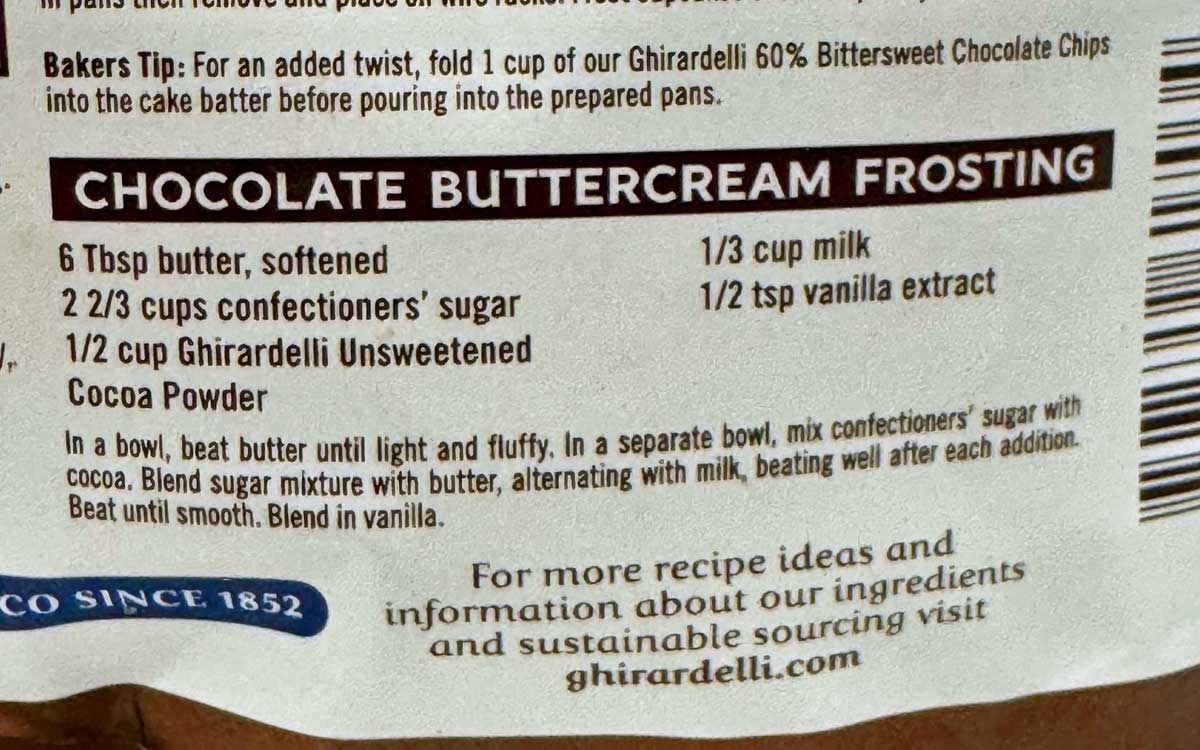 Bakers Tip: For an added twist, fold 1 cup of our Ghirardelli 60% Bittersweet Chocolate Chips
into the cake batter before pouring into the prepared pans.
CHOCOLATE BUTTERCREAM FROSTING
6 Tbsp butter, softened
2 2/3 cups confectioners' sugar
1/2 cup Ghirardelli Unsweetened
Cocoa Powder
1/3 cup milk
1/2 tsp vanilla extract
In a bowl, beat butter until light and fluffy. In a separate bowl, mix confectioners' sugar with
cocoa. Blend sugar mixture with butter, alternating with milk, beating well after each addition.
Beat until smooth. Blend in vanilla.
CO SINCE 1852
For more recipe ideas and
information about our ingredients
and sustainable sourcing visit
ghirardelli.com